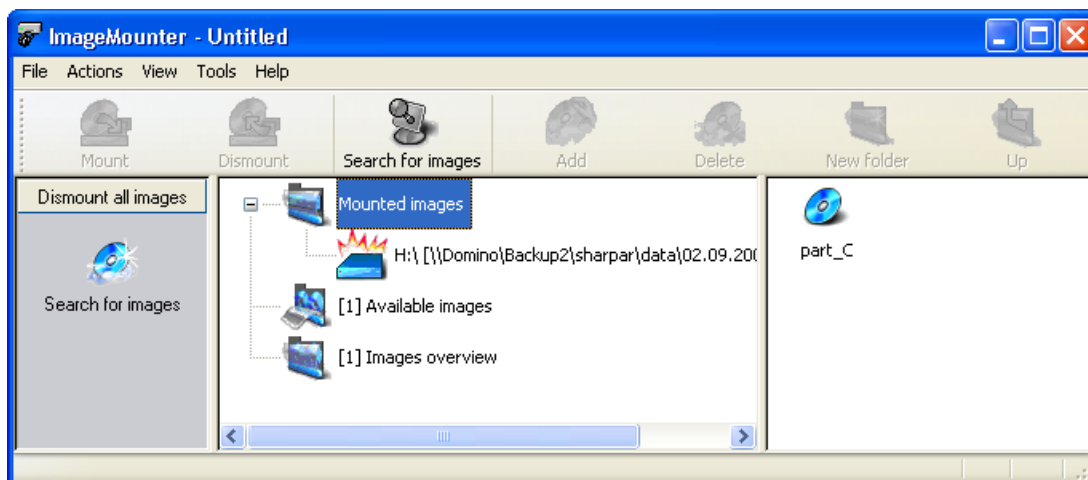 ImageMounter - Untitled
File Actions View Tools Help
Mount Dismount Search for images Add Delete New folder Up
Dismount all images
Search for images
Mounted images
H:\ [\\Domino\Backup2\sharpar\data\02.09.200
[1] Available images
[1] Images overview
part_C